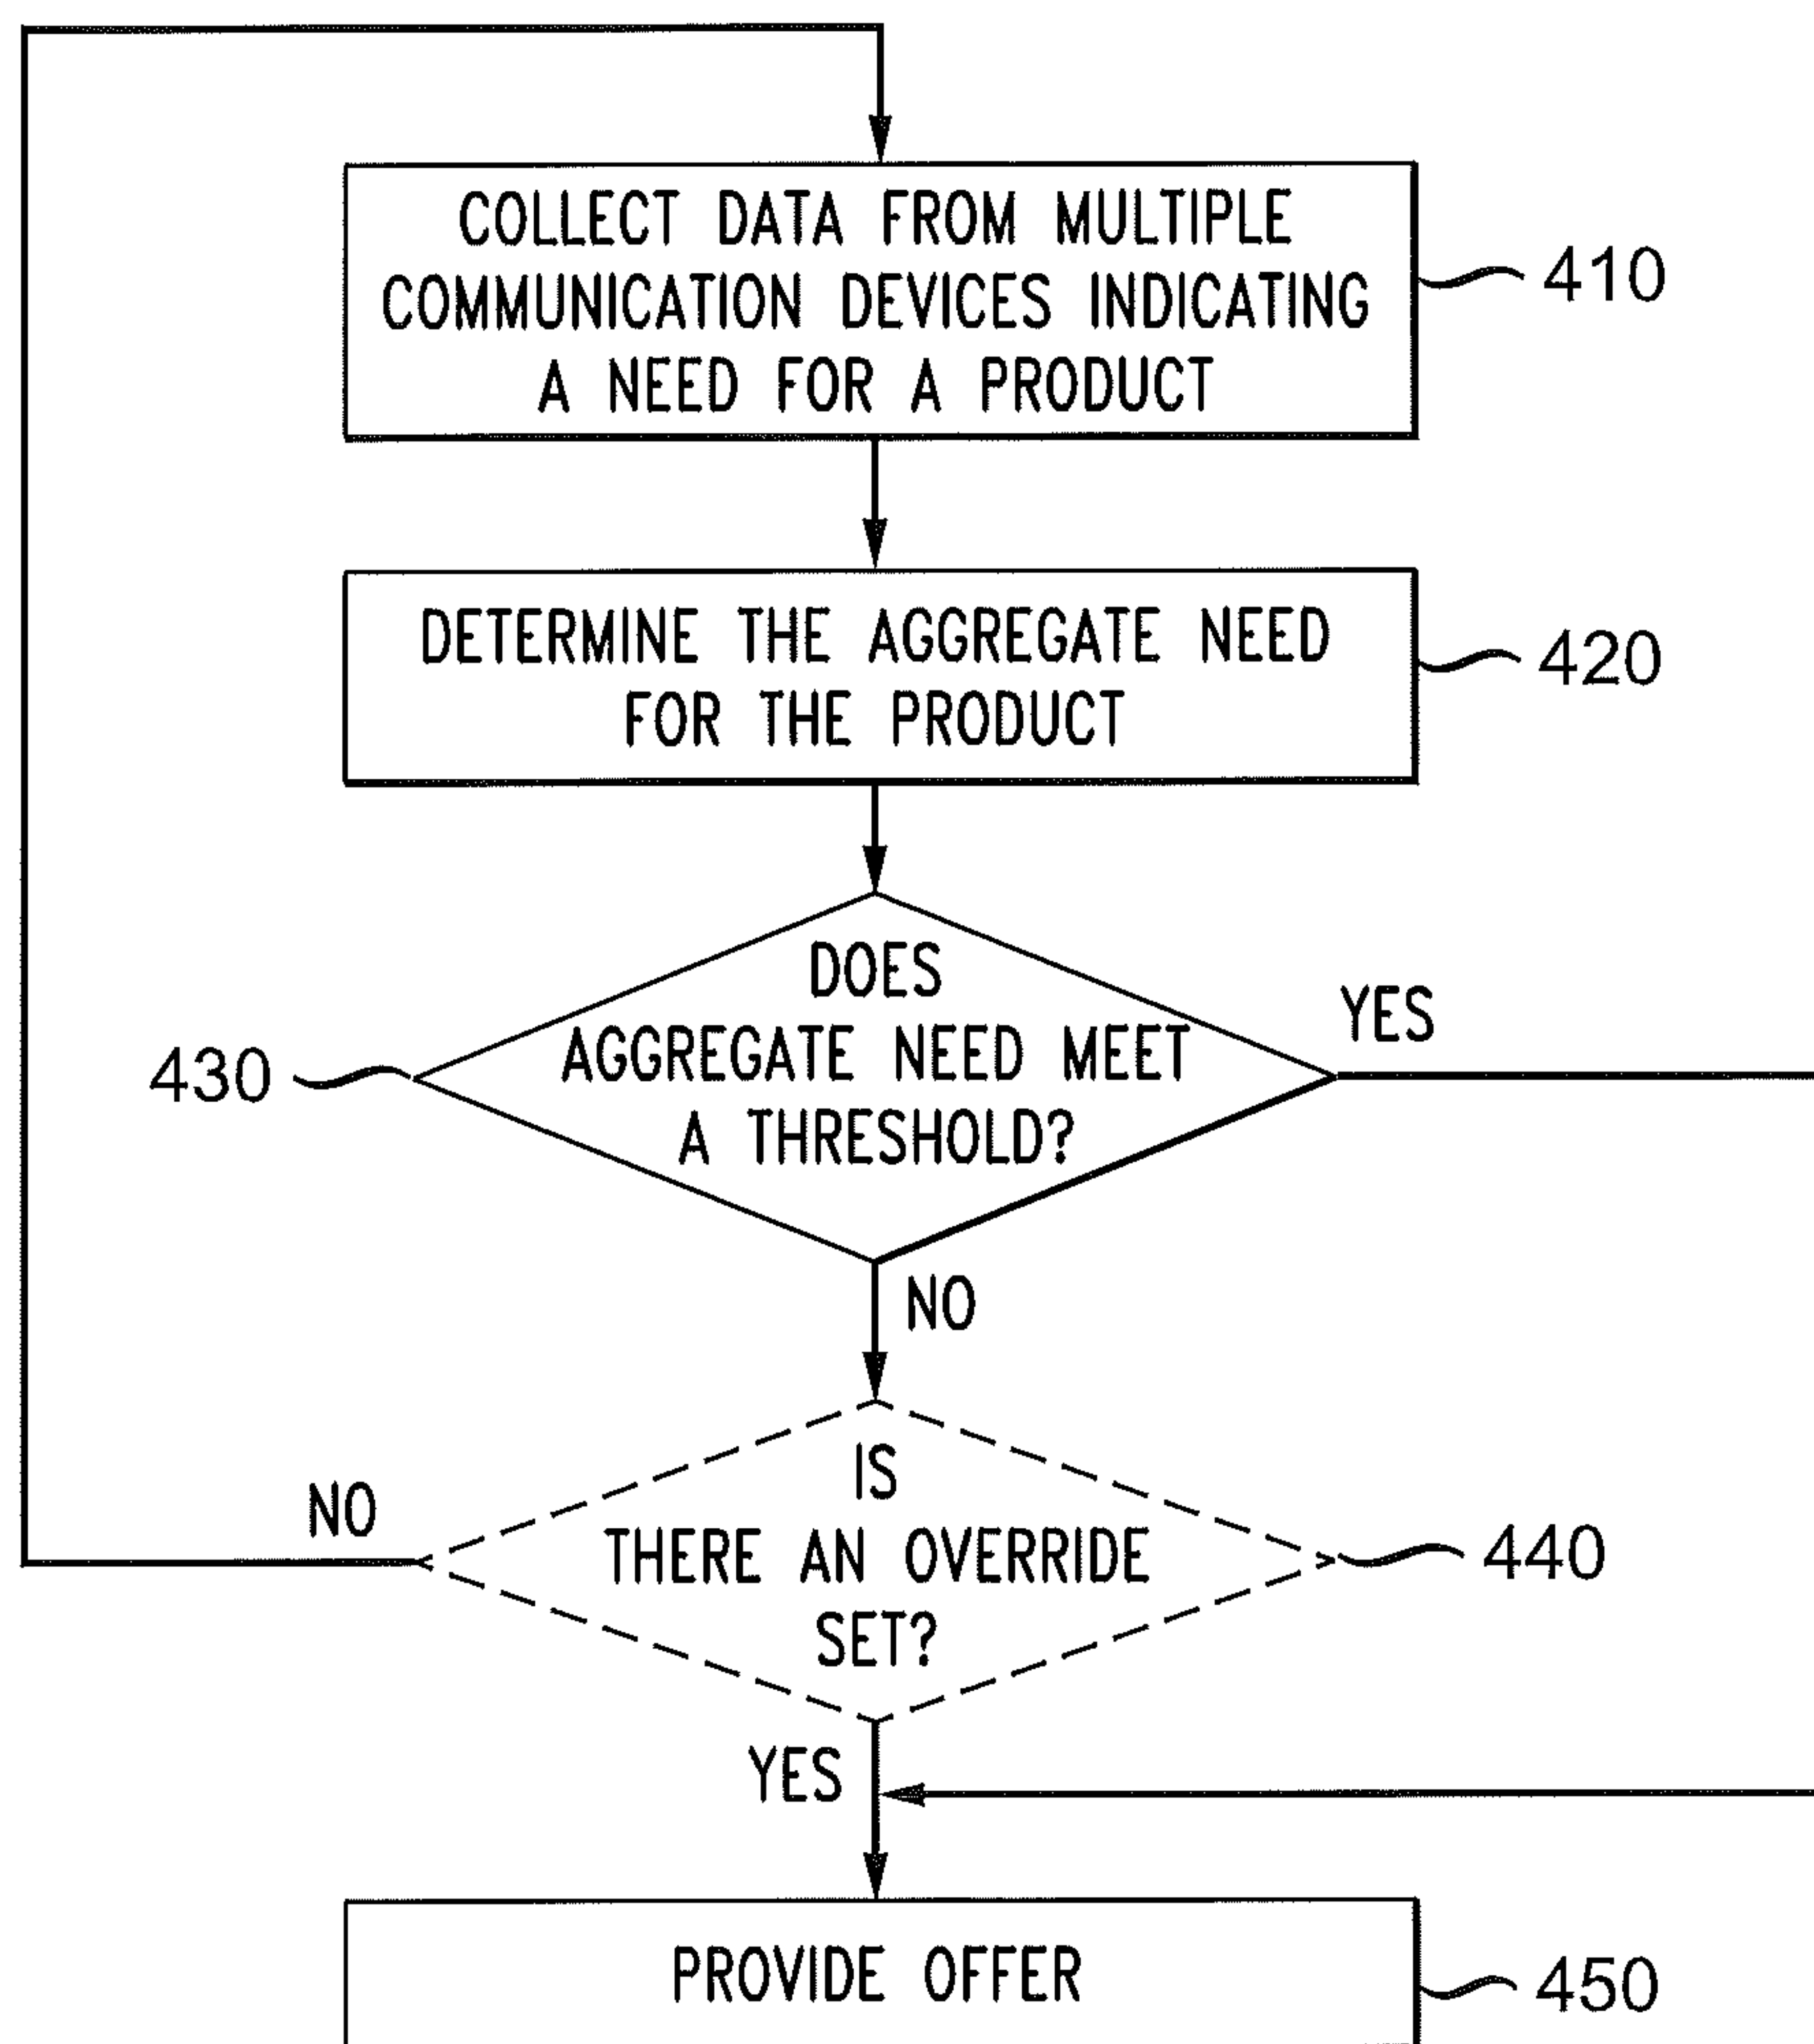 COLLECT DATA FROM MULTIPLE
COMMUNICATION DEVICES INDICATING
A NEED FOR A PRODUCT
410
DETERMINE THE AGGREGATE NEED
FOR THE PRODUCT
420
DOES
AGGREGATE NEED MEET
A THRESHOLD?
YES
430
NO
IS
THERE AN OVERRIDE
SET?
NO
440
YES
PROVIDE OFFER
450